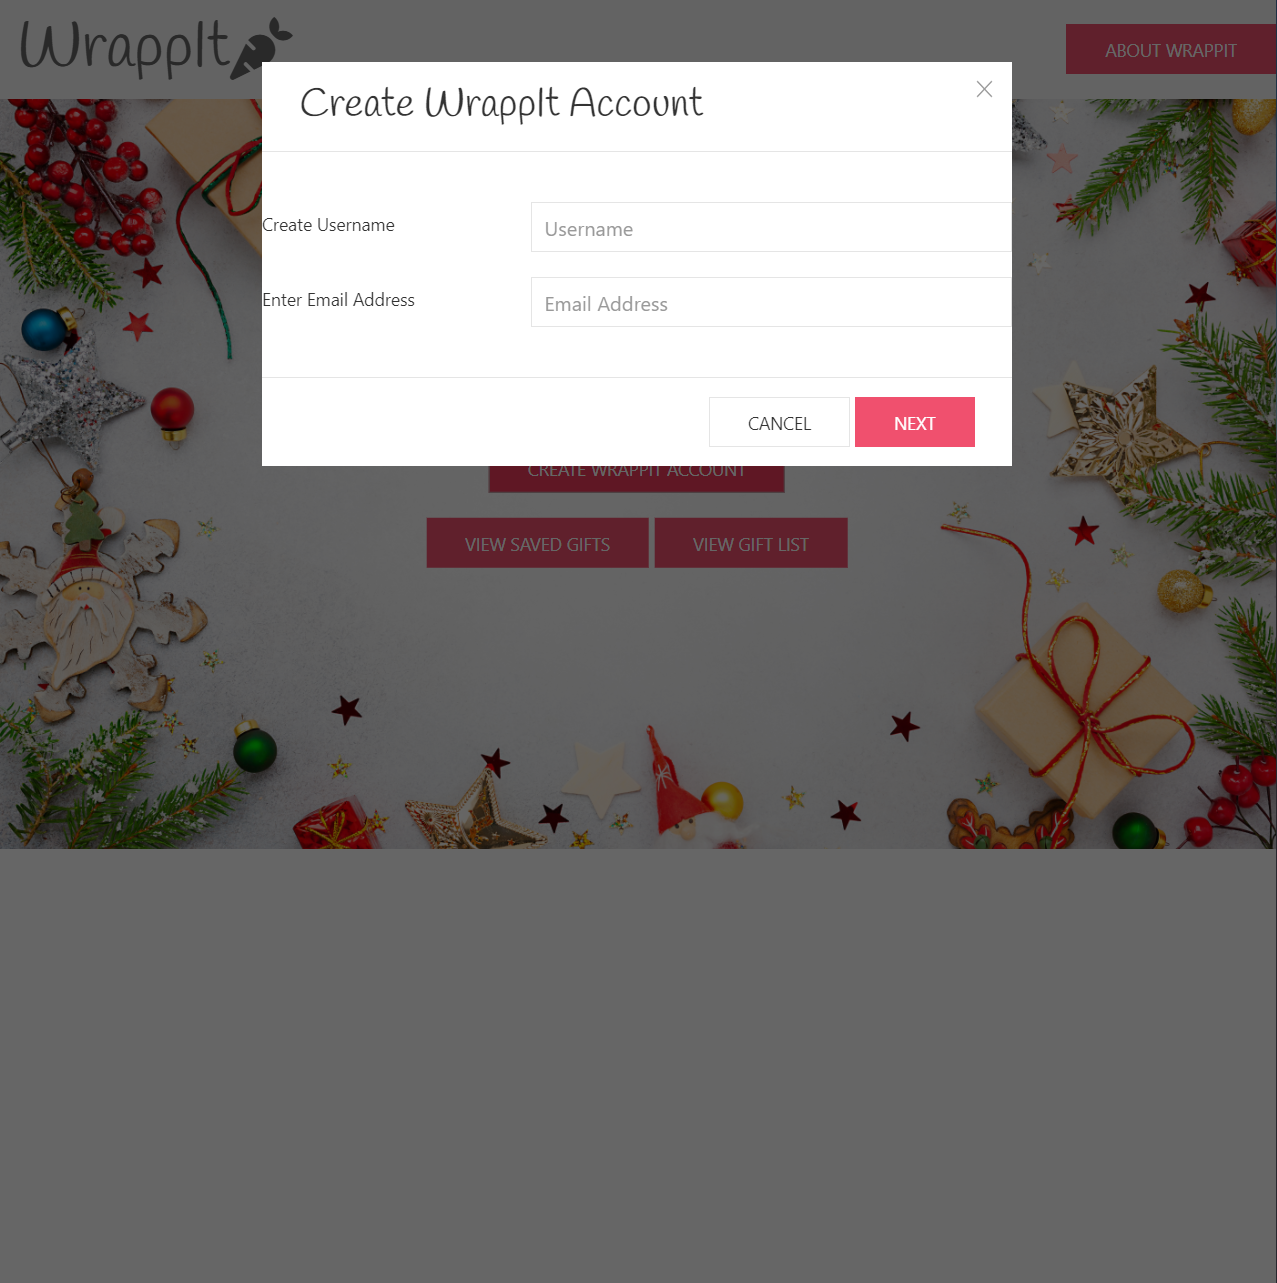 WrappIt
ABOUT WRAPPIT
Create WrappIt Account
Create Username
Username
Enter Email Address
Email Address
CANCEL
NEXT
CREATE WRAPPIT ACCOUNT
VIEW SAVED GIFTS
VIEW GIFT LIST